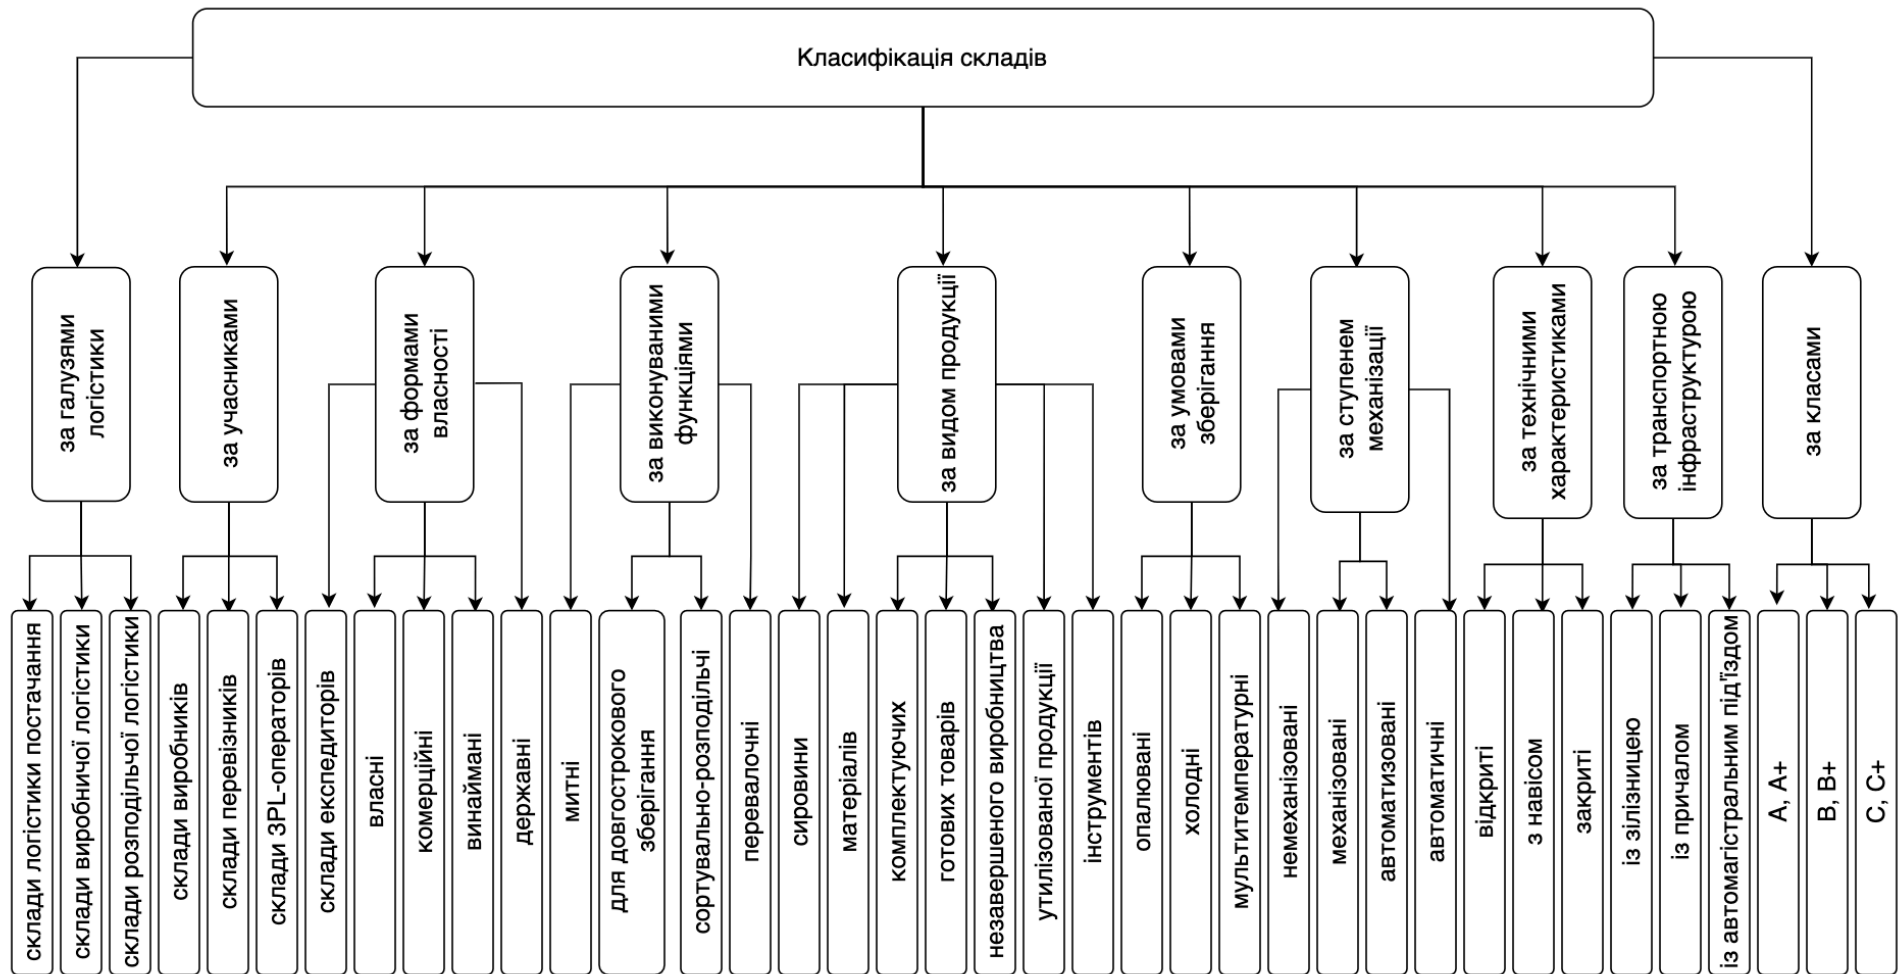 Класифікація складів
за галузями
логістики
за учасниками
за формами
власності
за виконуваними
функціями
за видом продукції
за умовами
зберігання
за ступенем
механізації
за технічними
характеристиками
за транспортною
інфраструктурою
за класами
склади логістики постачання
склади виробничої логістики
склади розподільчої логістики
склади виробників
склади перевізників
склади 3PL-операторів
склади експедиторів
власні
комерційні
винаймані
державні
митні
для довгострокового
зберігання
сортувально-розподільчі
перевалочні
сировини
матеріалів
комплектуючих
готових товарів
незавершеного виробництва
утилізованої продукції
інструментів
опалювані
холодні
мультитемпературні
немеханізовані
механізовані
автоматизовані
автоматичні
відкриті
з навісом
закриті
із зілізницею
із причалом
із автомагістральним під'їздом
A, A+
B, B+
C, C+